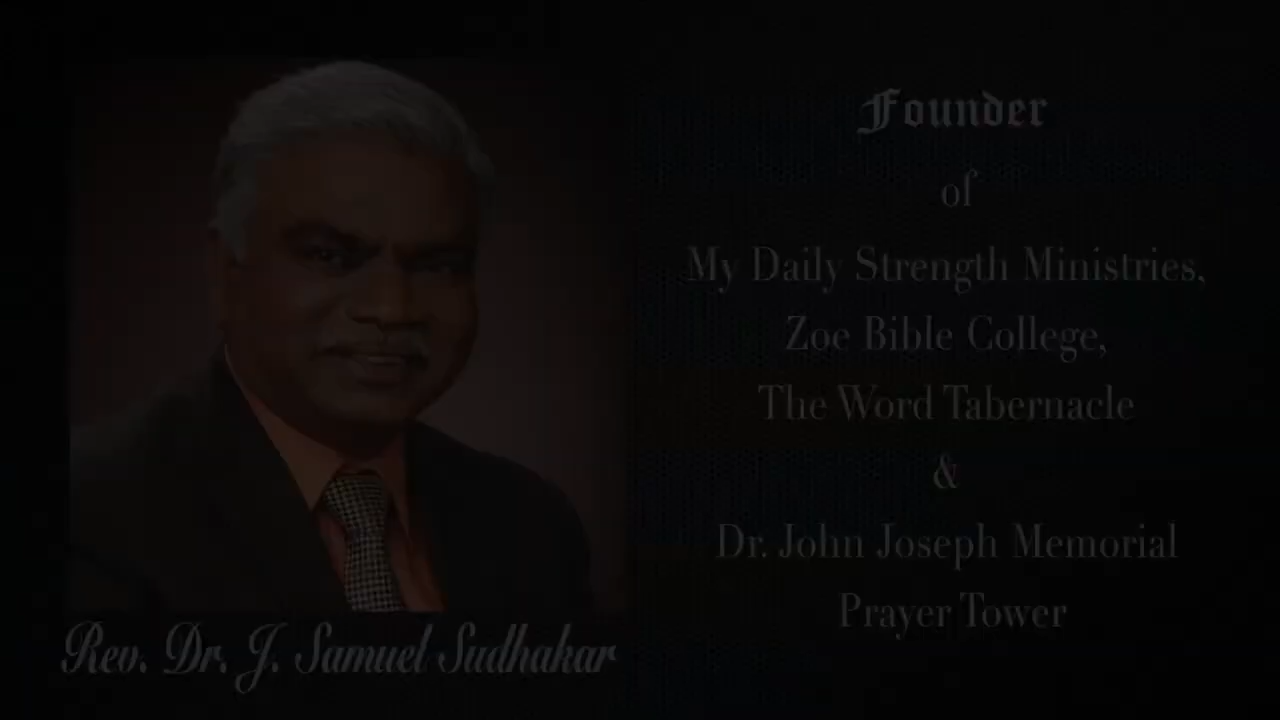 Founder
of
My Daily Strength Ministries,
Zoe Bible College,
The Word Tabernacle
&
Dr. John Joseph Memorial
Prayer Tower
Rev. Dr. J. Samuel Sudhakar